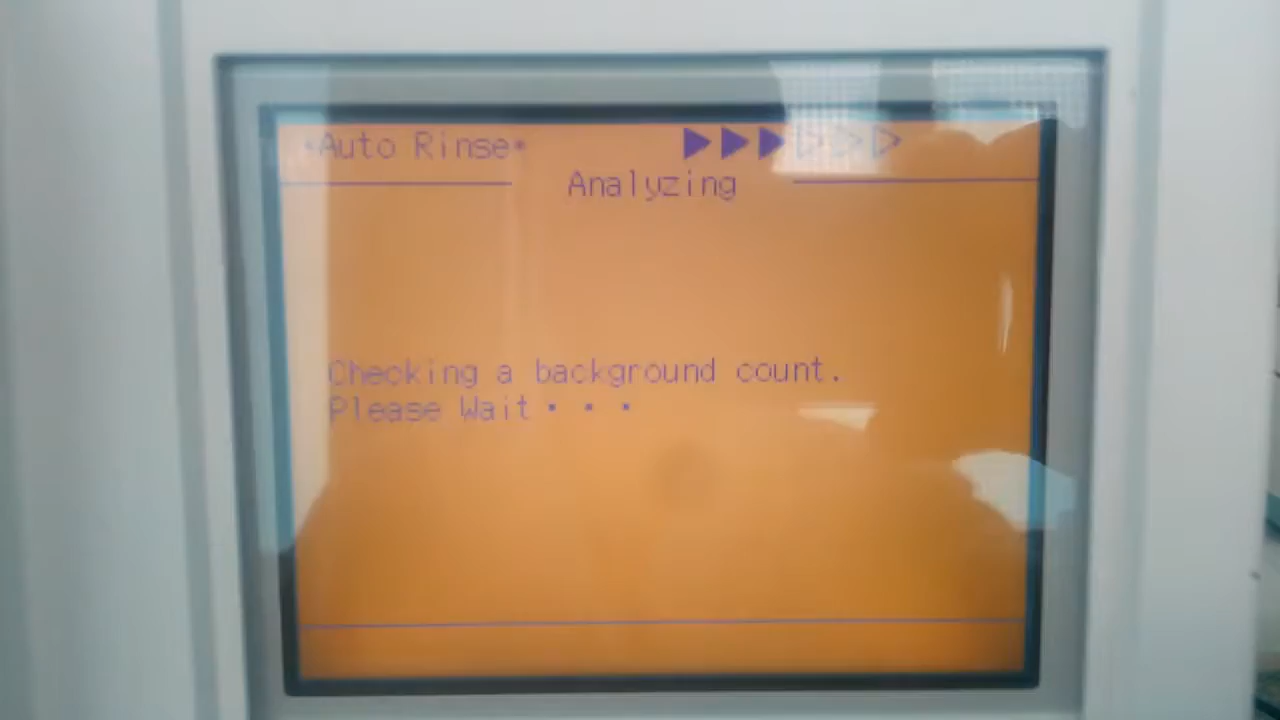 *Auto Rinse*
Analyzing
Checking a background count.
Please Wait・・・